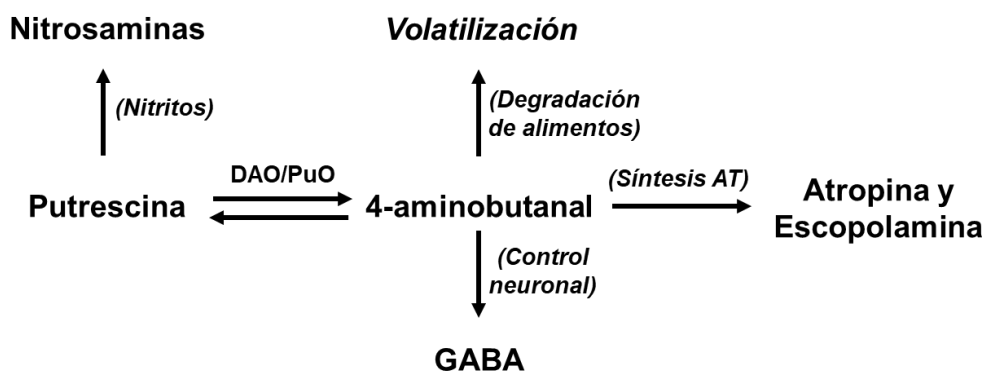 Nitrosaminas
Volatilización
(Nitritos)
(Degradación
de alimentos)
DAO/PuO
(Síntesis AT)
Putrescina
4-aminobutanal
Atropina y
Escopolamina
(Control
neuronal)
GABA